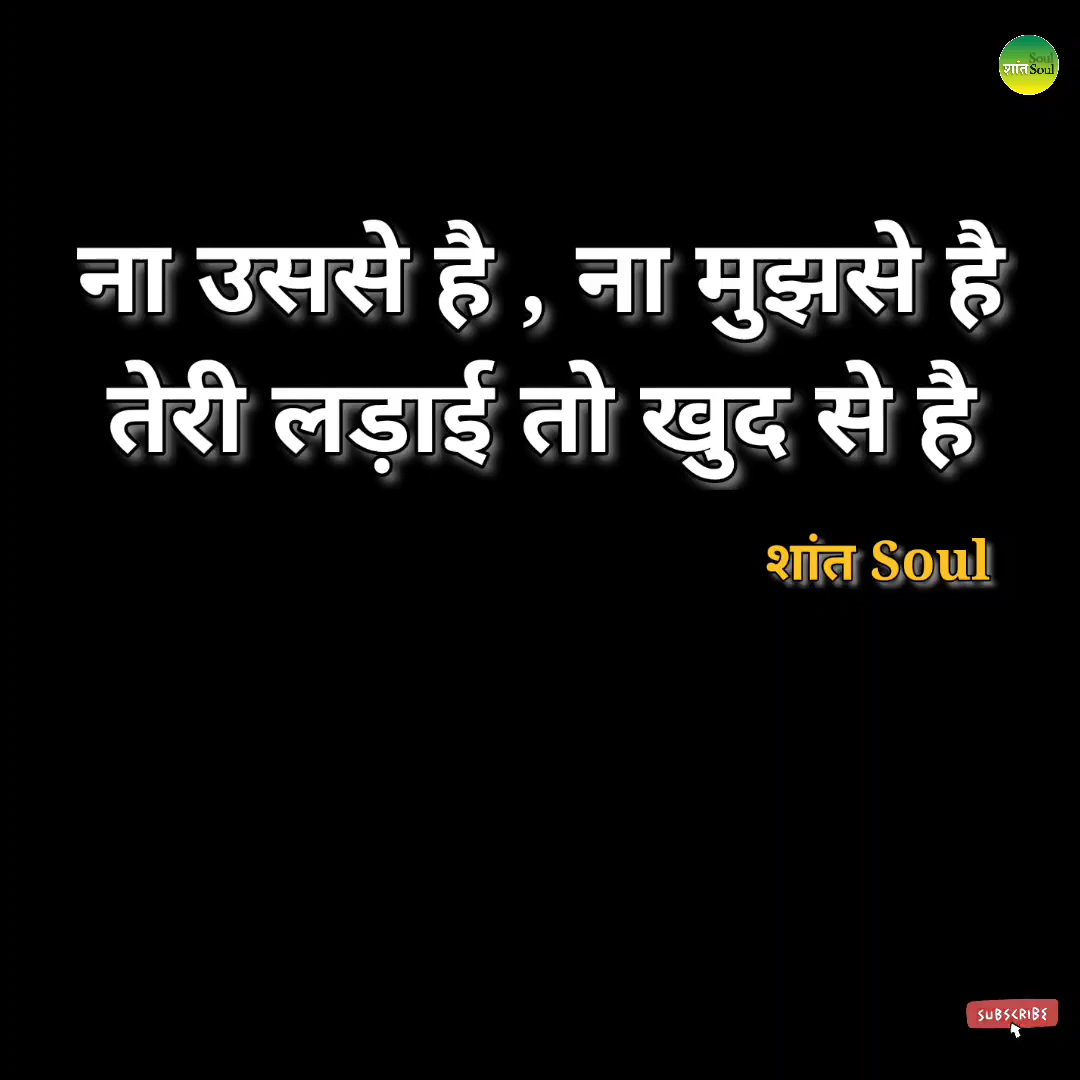 शांत Soul
ना उससे है , ना मुझसे है
तेरी लड़ाई तो खुद से है
शांत Soul
SUBSCRIBE